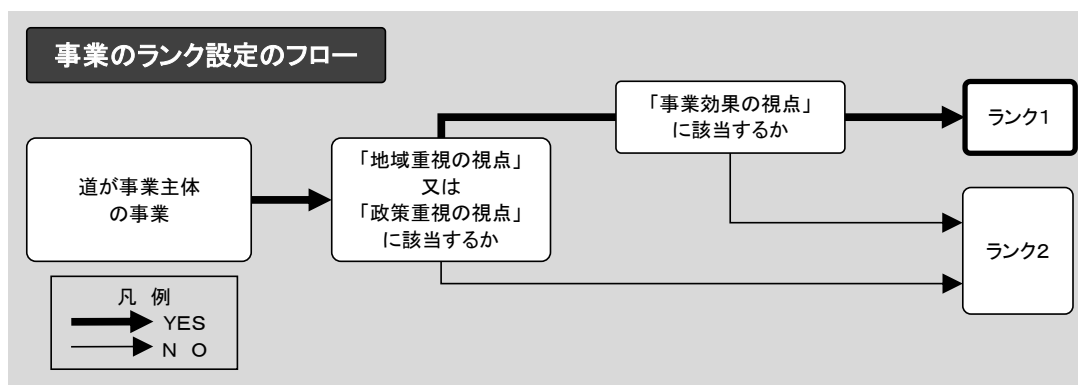 事業のランク設定のフロー
道が事業主体
の事業
「地域重視の視点」
又は
「政策重視の視点」
に該当するか
「事業効果の視点」
に該当するか
ランク1
ランク2
凡 例
YES
N O